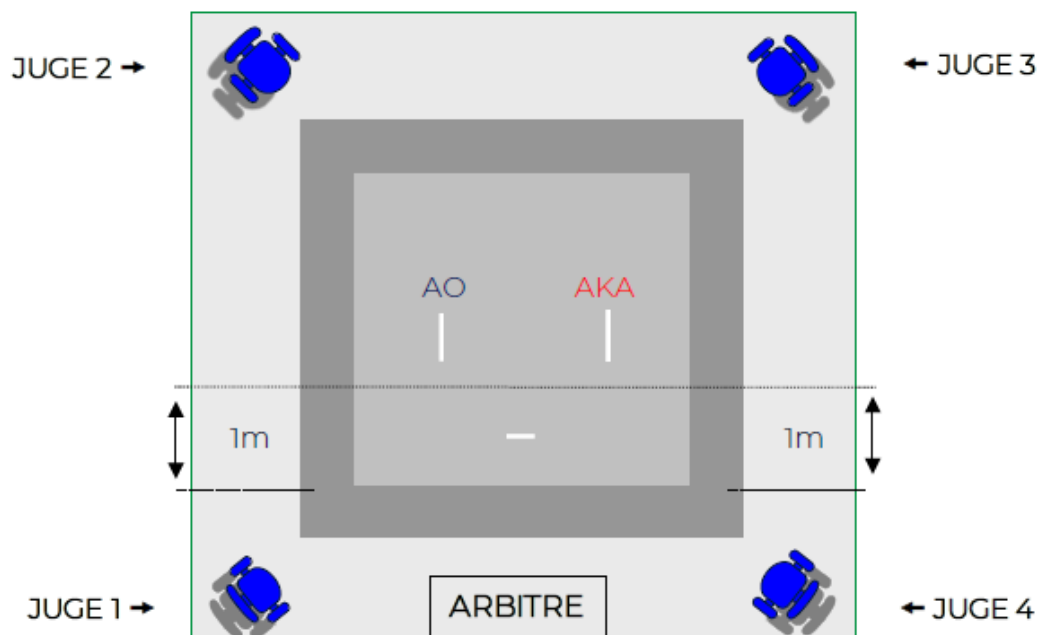 JUGE 2 →
← JUGE 3
AO
AKA
1m
1m
JUGE 1 →
ARBITRE
← JUGE 4